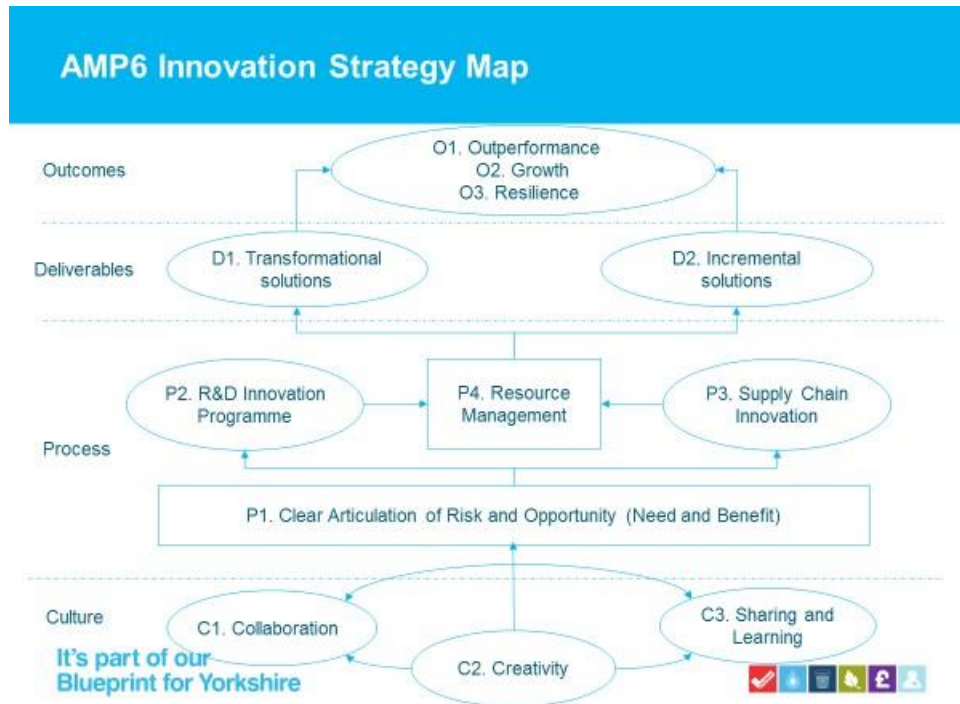 AMP6 Innovation Strategy Map
Outcomes
O1. Outperformance
O2. Growth
O3. Resilience
Deliverables
D1. Transformational
solutions
D2. Incremental
solutions
Process
P2. R&D Innovation
Programme
P4. Resource
Management
P3. Supply Chain
Innovation
P1. Clear Articulation of Risk and Opportunity (Need and Benefit)
Culture
C1. Collaboration
C2. Creativity
C3. Sharing and
Learning
It's part of our
Blueprint for Yorkshire
£